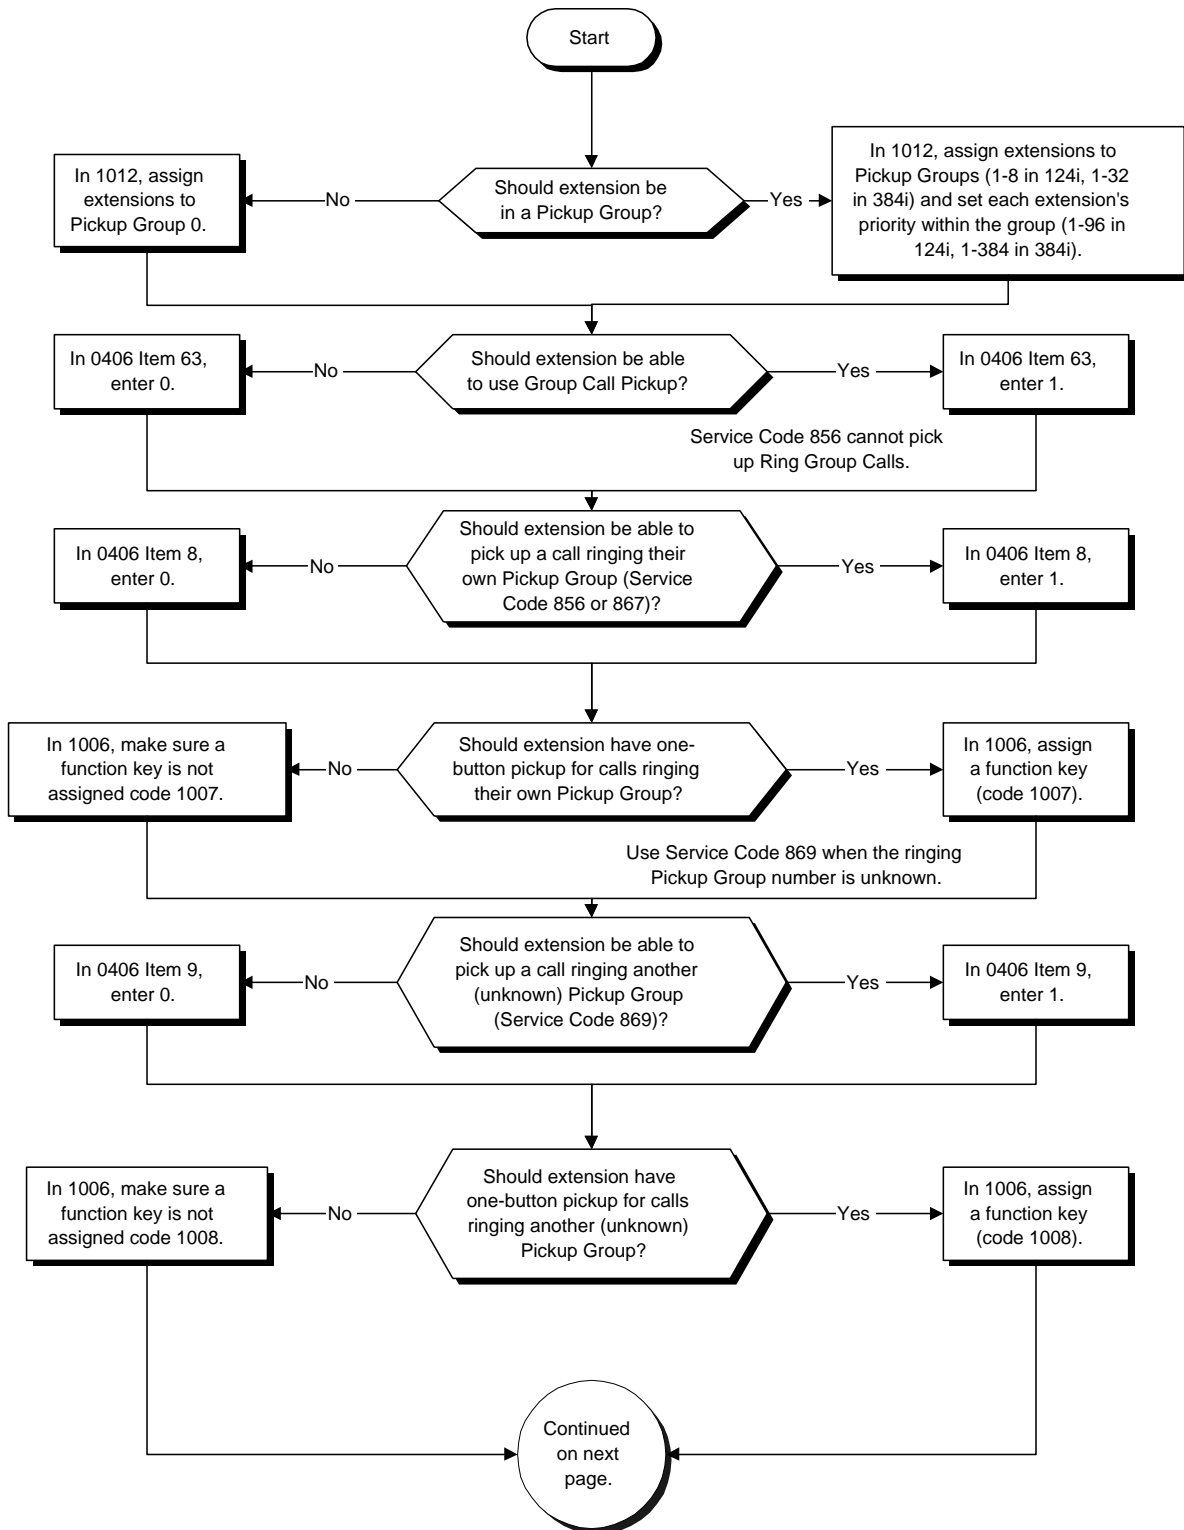 Start
In 1012, assign
extensions to
Pickup Group 0.
No
Should extension be
in a Pickup Group?
Yes
In 1012, assign extensions to
Pickup Groups (1-8 in 124i, 1-32
in 384i) and set each extension's
priority within the group (1-96 in
124i, 1-384 in 384i).
In 0406 Item 63,
enter 0.
No
Should extension be able
to use Group Call Pickup?
Yes
In 0406 Item 63,
enter 1.
Service Code 856 cannot pick
up Ring Group Calls.
In 0406 Item 8,
enter 0.
No
Should extension be able to
pick up a call ringing their
own Pickup Group (Service
Code 856 or 867)?
Yes
In 0406 Item 8,
enter 1.
In 1006, make sure a
function key is not
assigned code 1007.
No
Should extension have one-
button pickup for calls ringing
their own Pickup Group?
Yes
In 1006, assign
a function key
(code 1007).
Use Service Code 869 when the ringing
Pickup Group number is unknown.
In 0406 Item 9,
enter 0.
No
Should extension be able to
pick up a call ringing another
(unknown) Pickup Group
(Service Code 869)?
Yes
In 0406 Item 9,
enter 1.
In 1006, make sure a
function key is not
assigned code 1008.
No
Should extension have
one-button pickup for calls
ringing another (unknown)
Pickup Group?
Yes
In 1006, assign
a function key
(code 1008).
Continued
on next
page.